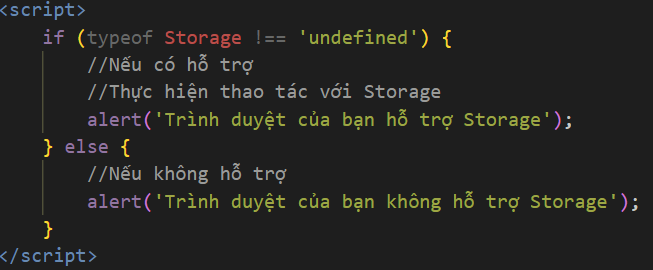 <script>
if (typeof Storage !== 'undefined') {
//Nếu có hỗ trợ
//Thực hiện thao tác với Storage
alert('Trình duyệt của bạn hỗ trợ Storage');
} else {
//Nếu không hỗ trợ
alert('Trình duyệt của bạn không hỗ trợ Storage');
}
</script>